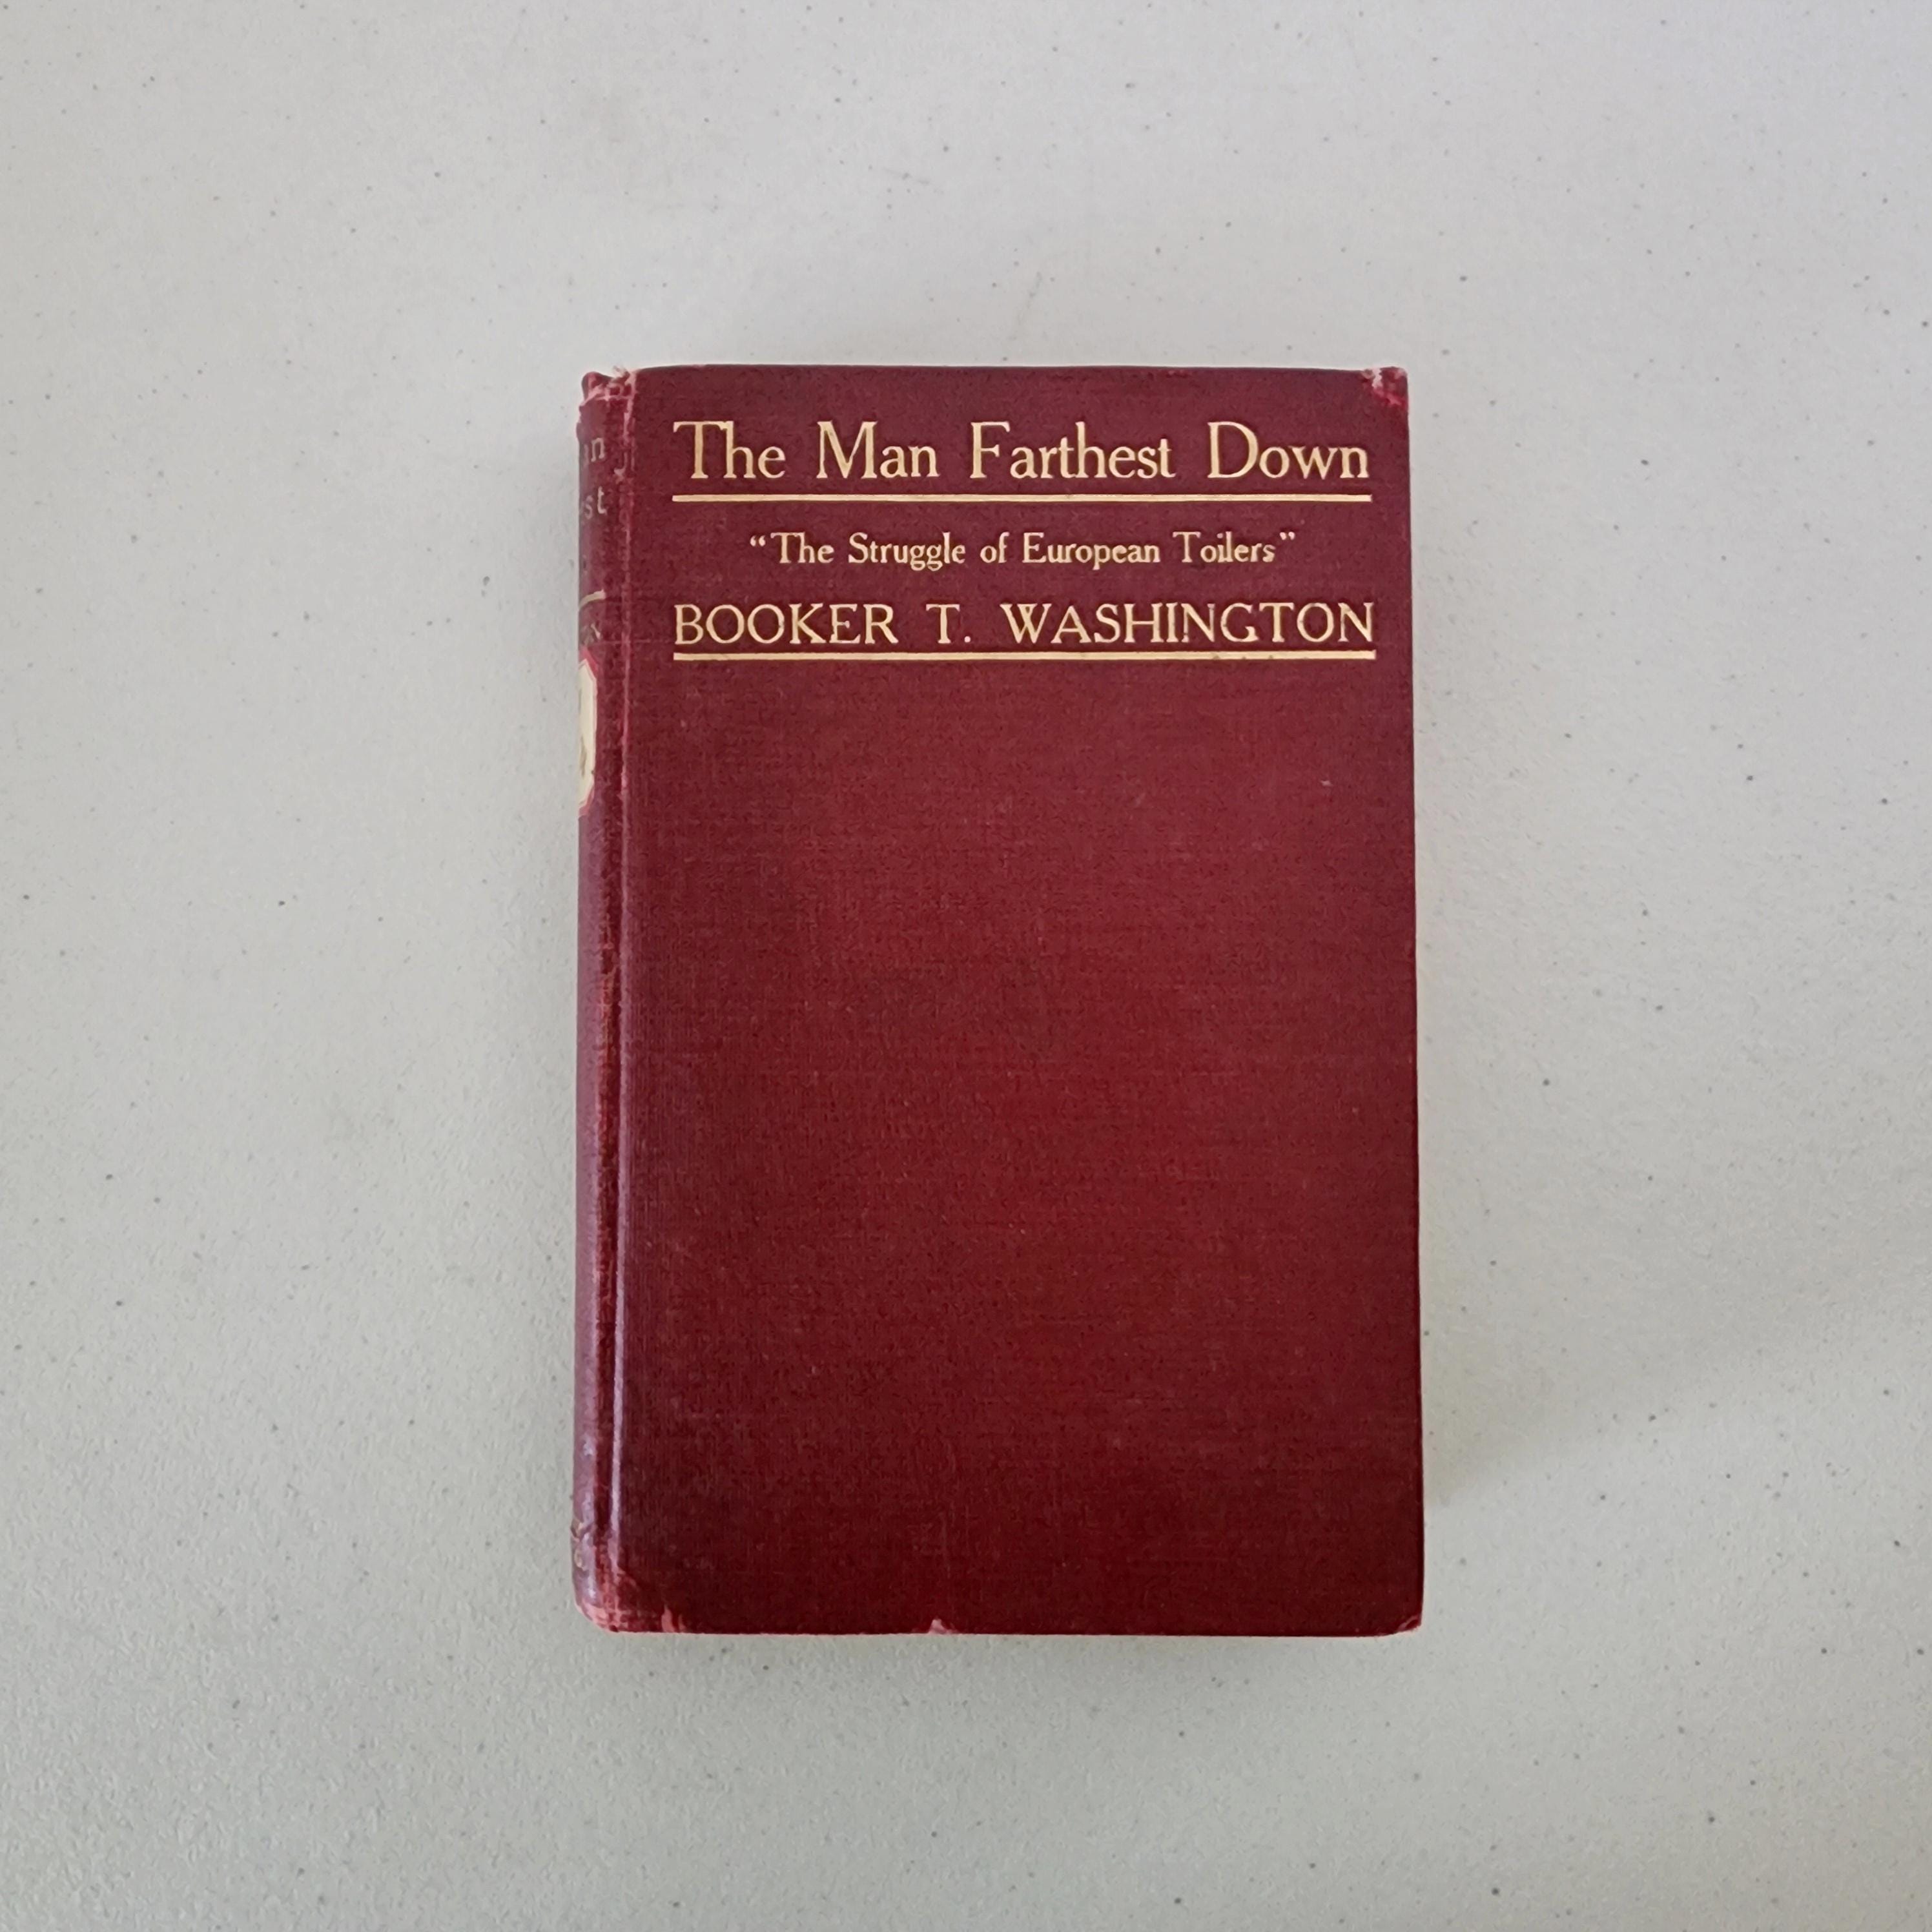 The Man Farthest Down
“The Struggle of European Toilers”
BOOKER T. WASHINGTON